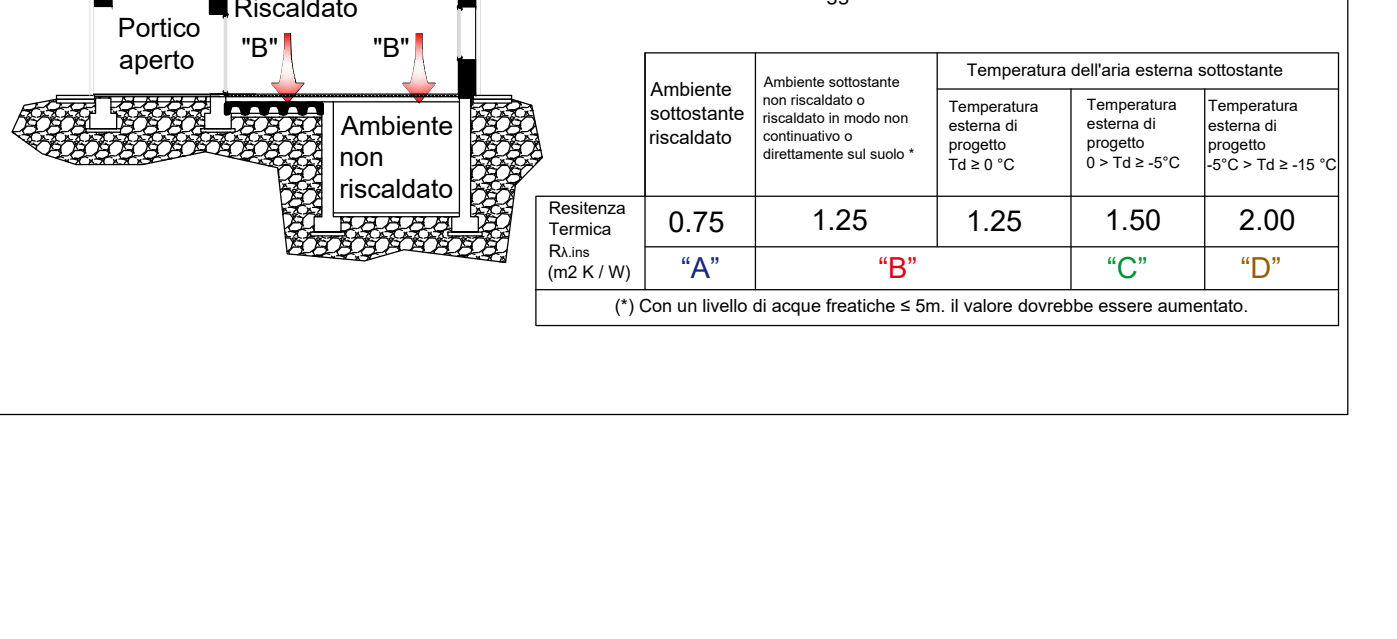 Riscaldato
Portico
aperto
"B"
"B"
Ambiente
non
riscaldato
Ambiente
sottostante
riscaldato
Ambiente sottostante
non riscaldato o
riscaldato in modo non
continuativo o
direttamente sul suolo *
Temperatura dell'aria esterna sottostante
Temperatura
esterna di
progetto
Td ≥ 0 °C
Temperatura
esterna di
progetto
0 > Td ≥ -5°C
Temperatura
esterna di
progetto
-5°C > Td ≥ -15 °C
Resitenza
Termica
Rλ.ins
(m2 K / W)
0.75
1.25
1.25
1.50
2.00
“A”
“B”
“C”
“D”
(*) Con un livello di acque freatiche ≤ 5m. il valore dovrebbe essere aumentato.